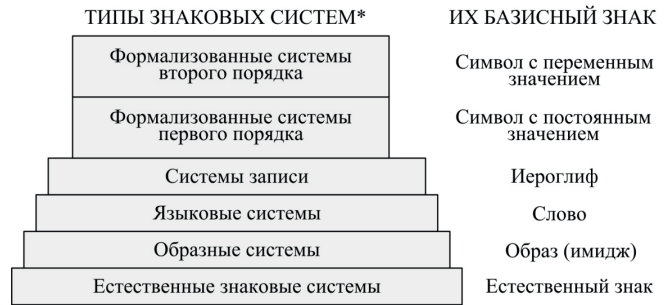 ТИПЫ ЗНАКОВЫХ СИСТЕМ* ИХ БАЗИСНЫЙ ЗНАК
Формализованные системы
второго порядка
Символ с переменным
значением
Формализованные системы
первого порядка
Символ с постоянным
значением
Системы записи Иероглиф
Языковые системы Слово
Образные системы Образ (имидж)
Естественные знаковые системы Естественный знак